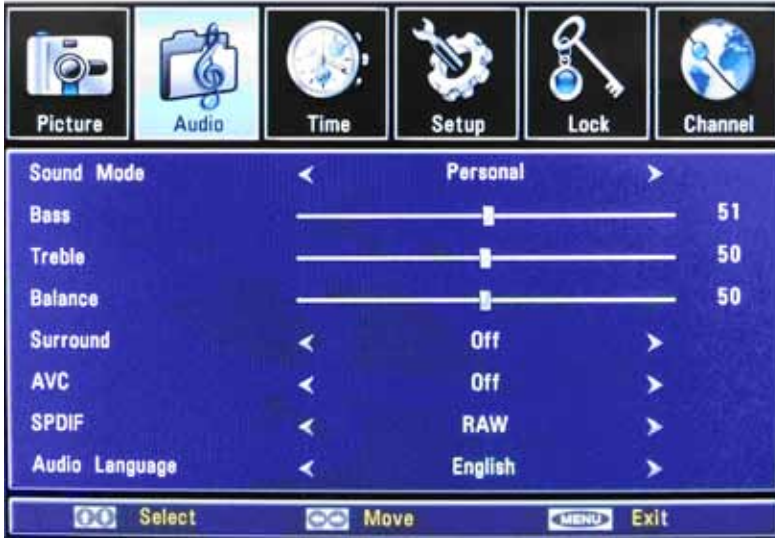 Picture Audio Time Setup Lock Channel
Sound Mode Personal
Bass 51
Treble 50
Balance 50
Surround Off
AVC Off
SPDIF RAW
Audio Language English
Select Move MENU Exit